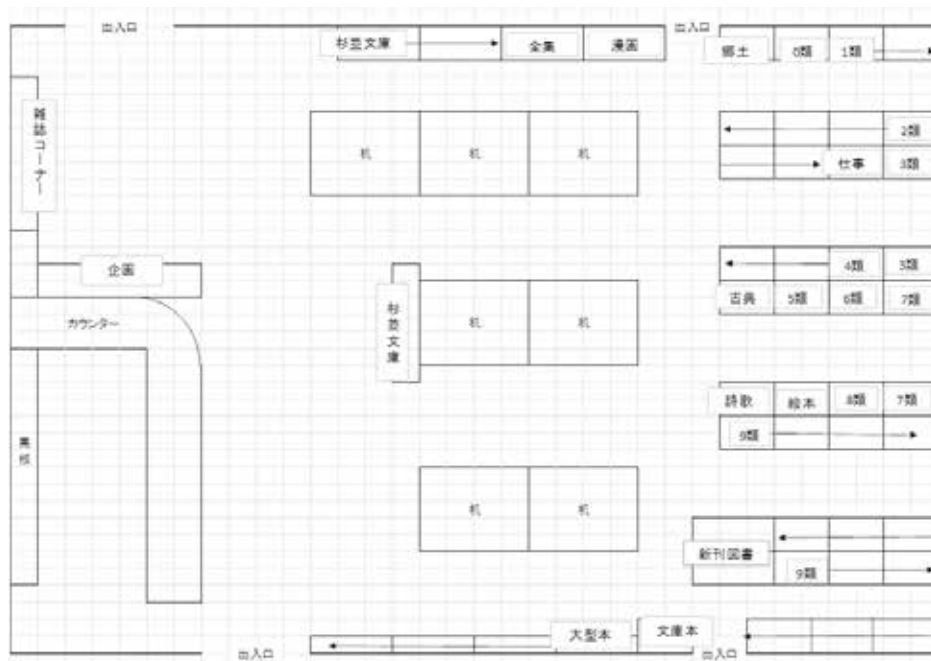 出入口
出入口
杉並文庫
全集
漫画
郷土
0類
1類
雑誌コーナー
机
机
机
2類
仕事
3類
企画
4類
3類
カウンター
杉並文庫
机
机
古典
5類
6類
7類
詩歌
絵本
8類
7類
9類
黒板
机
机
新刊図書
9類
大型本
文庫本
出入口
出入口